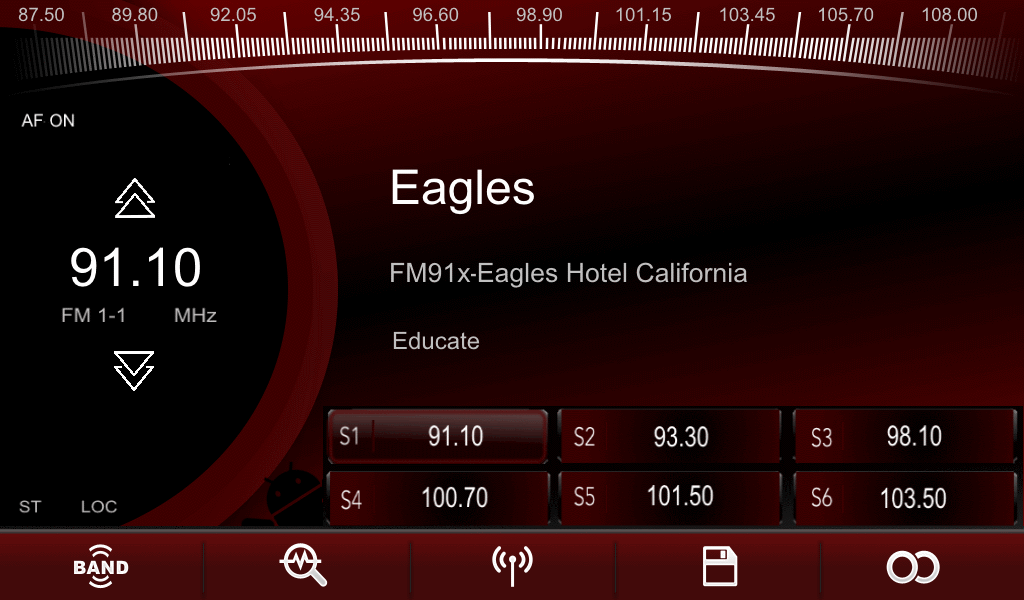 87.50 89.80 92.05 94.35 96.60 98.90 101.15 103.45 105.70 108.00
AF ON
Eagles
91.10
FM91x-Eagles Hotel California
FM 1-1 MHz
Educate
S1 91.10 S2 93.30 S3 98.10
S4 100.70 S5 101.50 S6 103.50
ST LOC
BAND